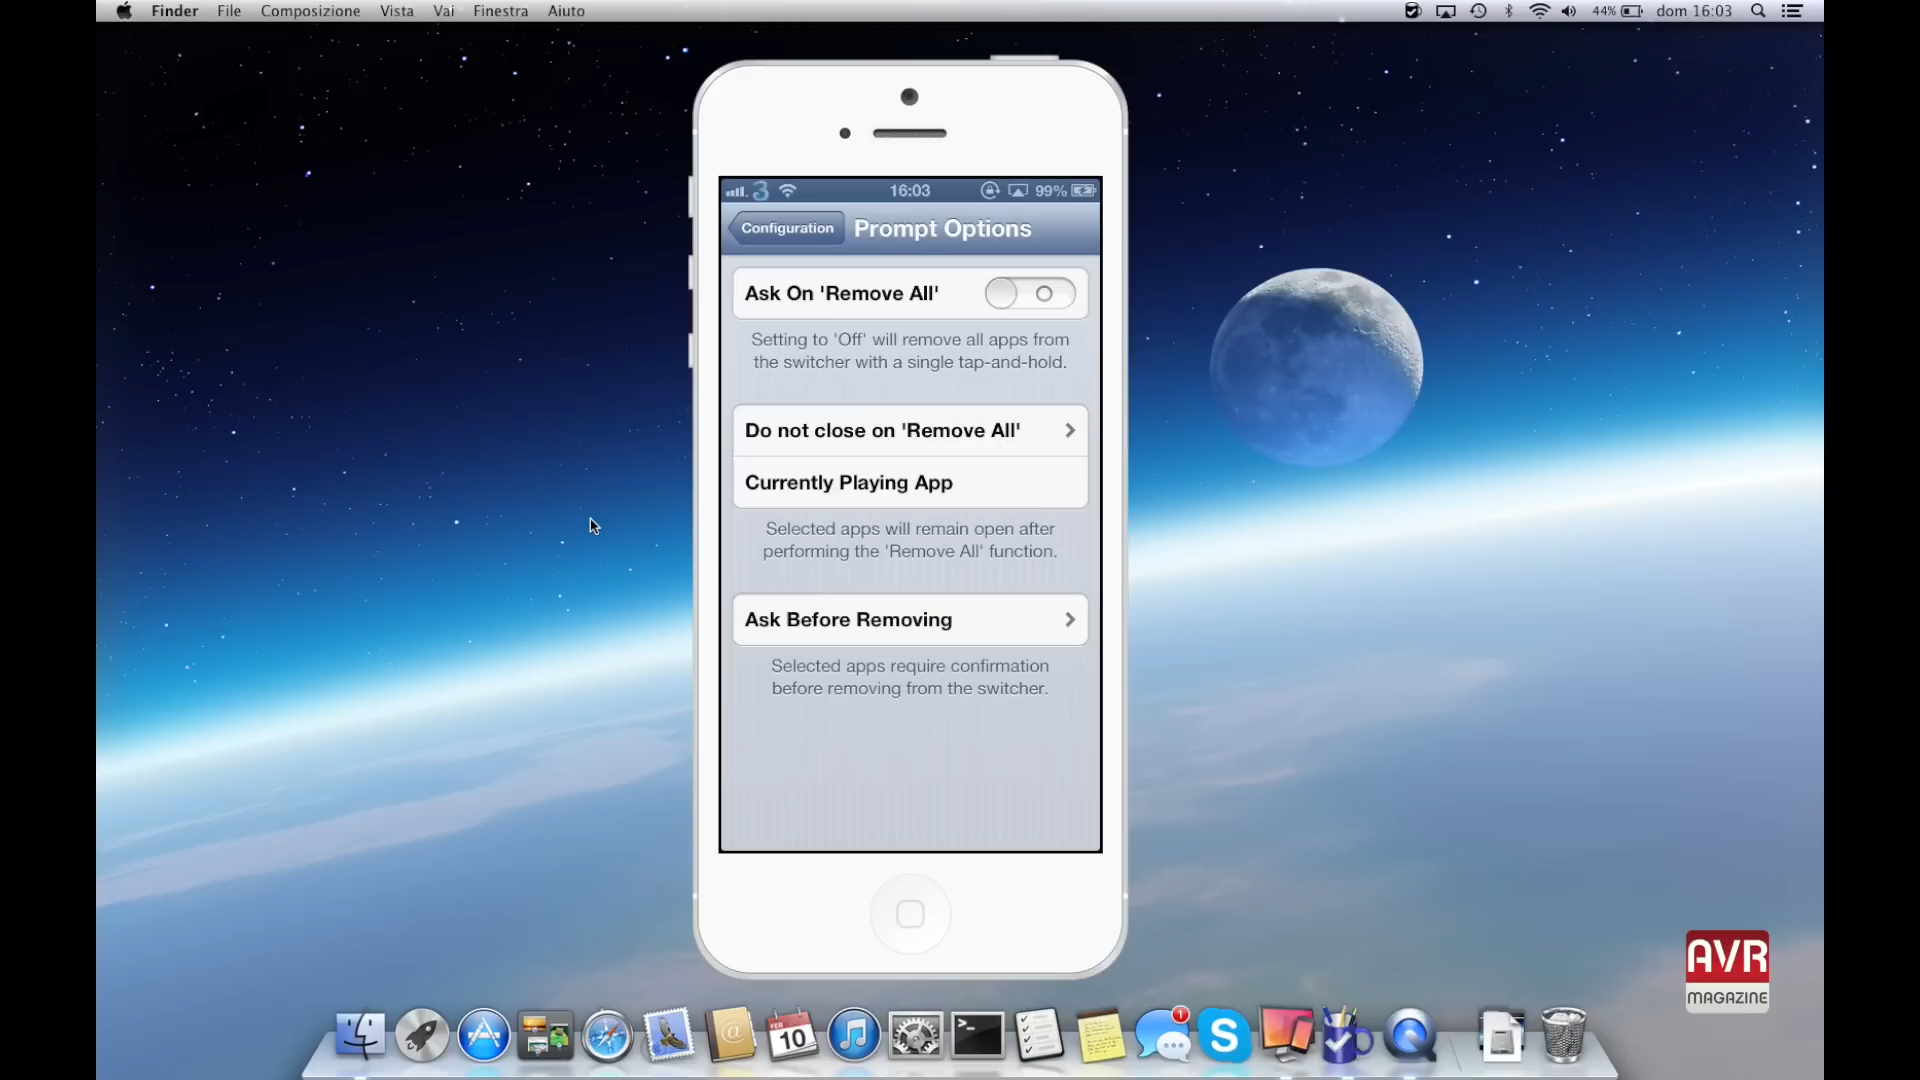 Finder File Composizione Vista Vai Finestra Aiuto 44% dom 16:03
3 16:03 99%
Configuration Prompt Options
Ask On 'Remove All'
Setting to 'Off' will remove all apps from
the switcher with a single tap-and-hold.
Do not close on 'Remove All'
Currently Playing App
Selected apps will remain open after
performing the 'Remove All' function.
Ask Before Removing
Selected apps require confirmation
before removing from the switcher.
AVR
MAGAZINE
10
1
S